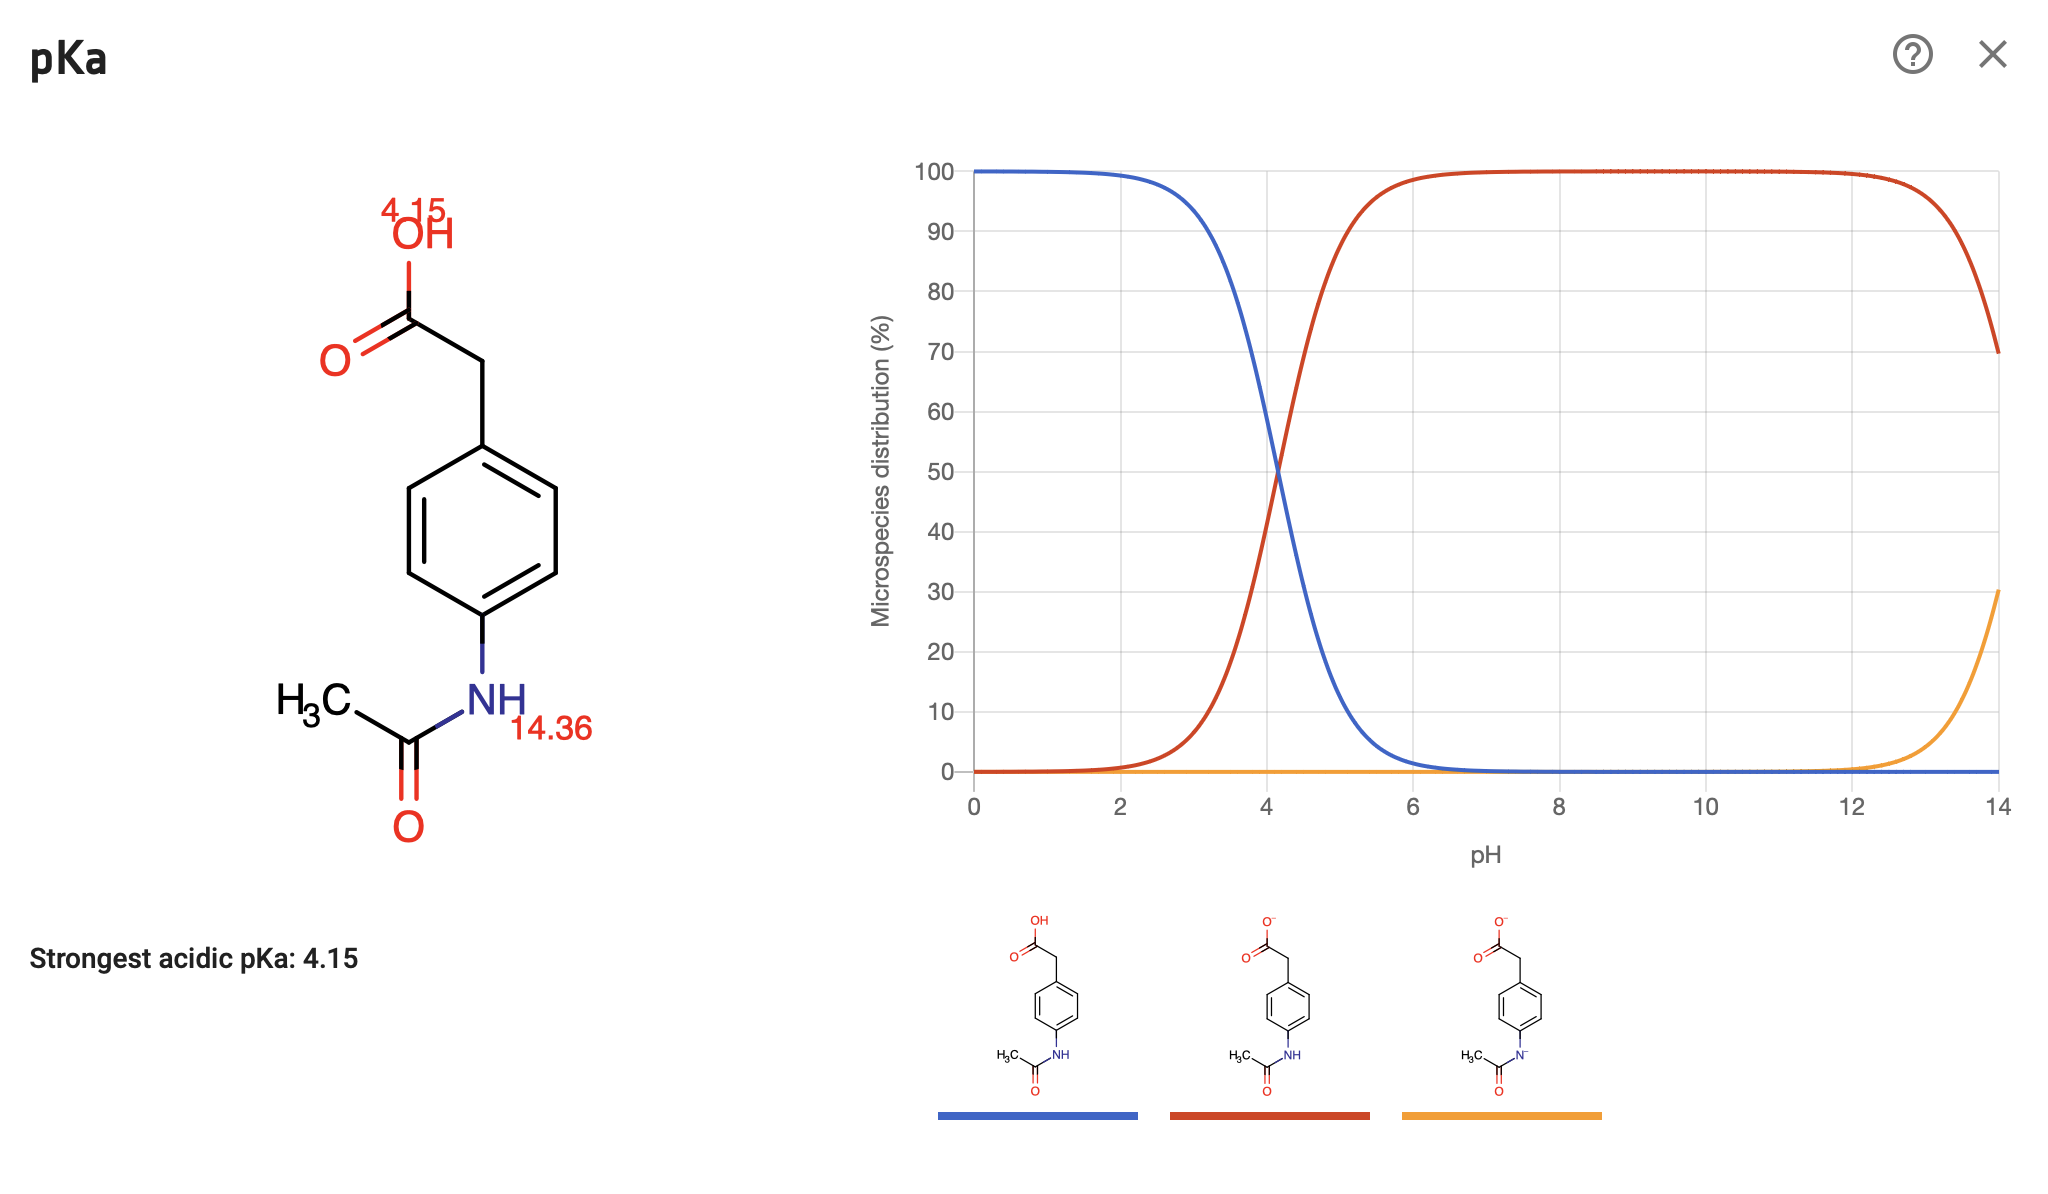 pKa
4.15
OH
O
NH
14.36
H3C
O
Strongest acidic pKa: 4.15
Microspecies distribution (%)
100
90
80
70
60
50
40
30
20
10
0
0 2 4 6 8 10 12 14
pH
OH O⁻ O⁻
O O O
H3C NH H3C NH H3C N⁻
O O O